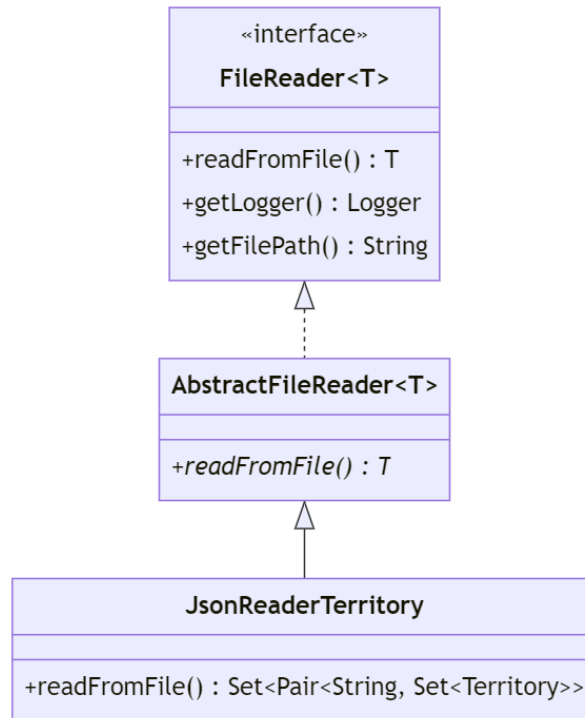 «interface»
FileReader<T>
+readFromFile() : T
+getLogger() : Logger
+getFilePath() : String
AbstractFileReader<T>
+readFromFile() : T
JsonReaderTerritory
+readFromFile() : Set<Pair<String, Set<Territory>>